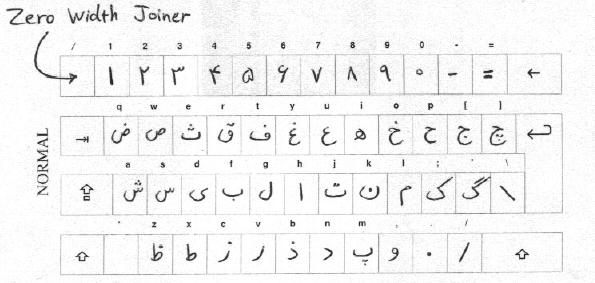 Zero Width Joiner
/ 1 2 3 4 5 6 7 8 9 0 - =
۱ ۲ ۳ ۴ ۵ ۶ ۷ ۸ ۹ ۰ - = ←
q w e r t y u i o p [ ]
ض ص ث ق ف غ ع ه خ ح ج چ
NORMAL
a s d f g h j k l ; ' \
ش س ی ب ل ا ت ن م ک گ \
z x c v b n m , . /
ظ ط ز ر ذ د پ و . /